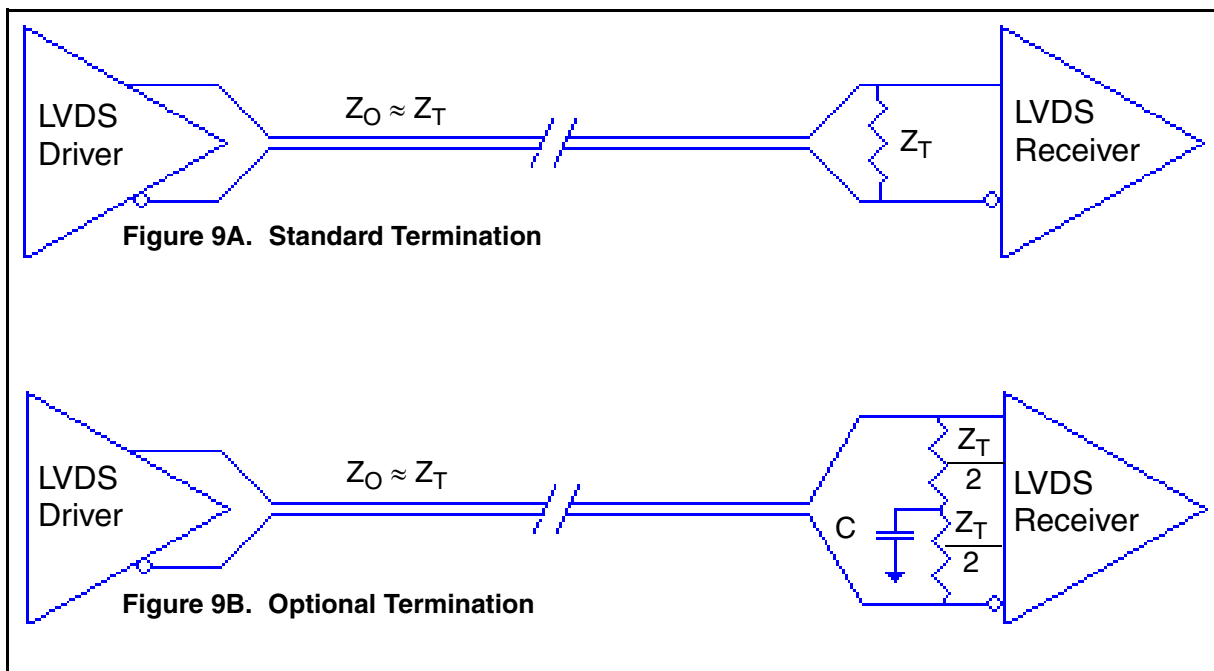 LVDS
Driver
Z_O ≈ Z_T
Z_T
LVDS
Receiver
Figure 9A. Standard Termination
LVDS
Driver
Z_O ≈ Z_T
C
Z_T
2
Z_T
2
LVDS
Receiver
Figure 9B. Optional Termination